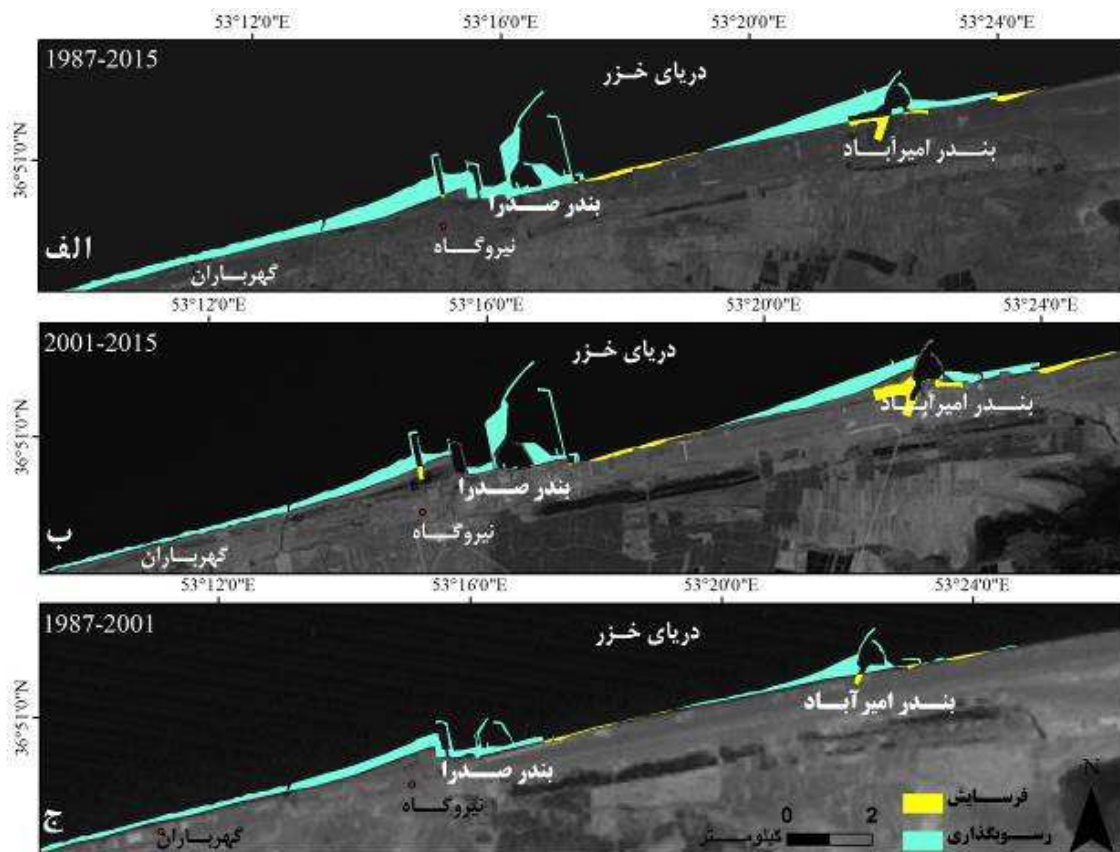 53°12'0"E 53°16'0"E 53°20'0"E 53°24'0"E
1987-2015
دریای خزر
36°51'0"N
بندر امیرآباد
بندر صدرا
نیروگاه
الف
گهرباران
53°12'0"E 53°16'0"E 53°20'0"E 53°24'0"E
2001-2015
دریای خزر
36°51'0"N
بندر امیرآباد
بندر صدرا
نیروگاه
ب
گهرباران
53°12'0"E 53°16'0"E 53°20'0"E 53°24'0"E
1987-2001
دریای خزر
36°51'0"N
بندر امیرآباد
بندر صدرا
نیروگاه
ج
گهرباران
N
فرسایش
رسوبگذاری
0 2
کیلومتر